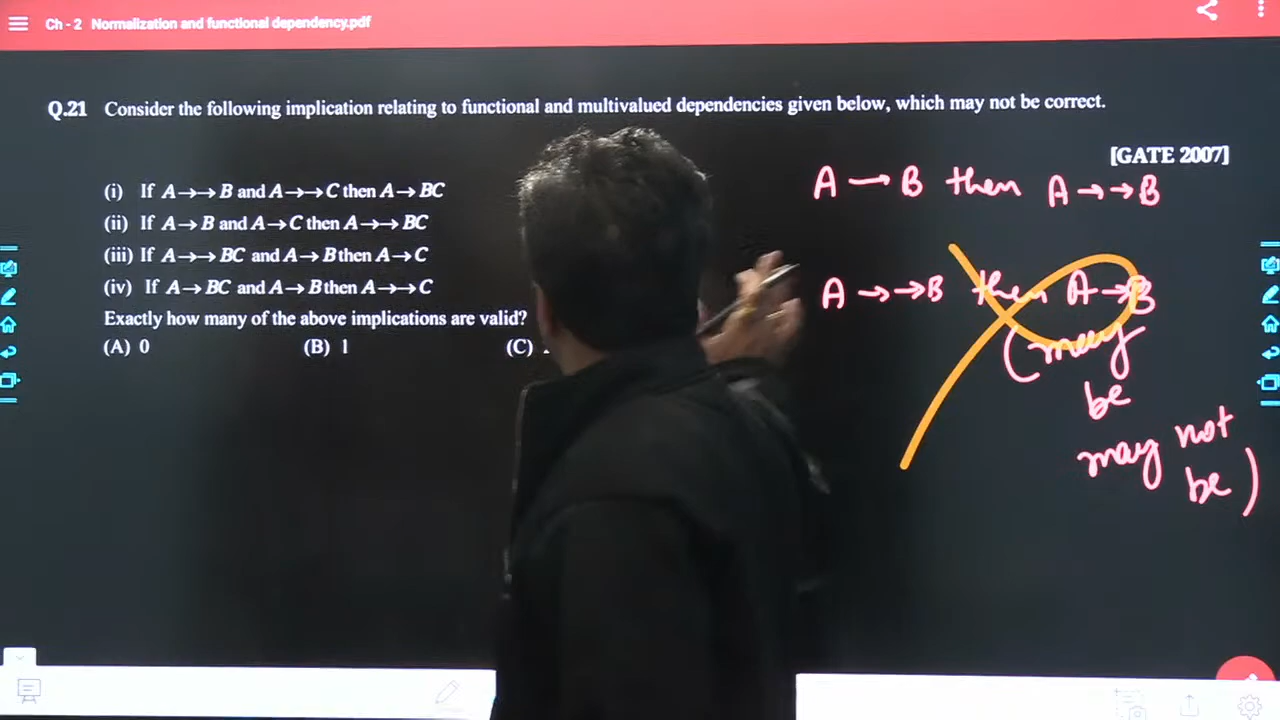 Ch - 2 Normalization and functional dependency.pdf
Q.21 Consider the following implication relating to functional and multivalued dependencies given below, which may not be correct.
[GATE 2007]
(i) If A→→B and A→→C then A→BC
(ii) If A→B and A→C then A→→BC
(iii) If A→→BC and A→B then A→C
(iv) If A→BC and A→B then A→→C
Exactly how many of the above implications are valid?
(A) 0 (B) 1 (C)
A → B then A →→ B
A →→ B then A → B
(may
be
may not
be)